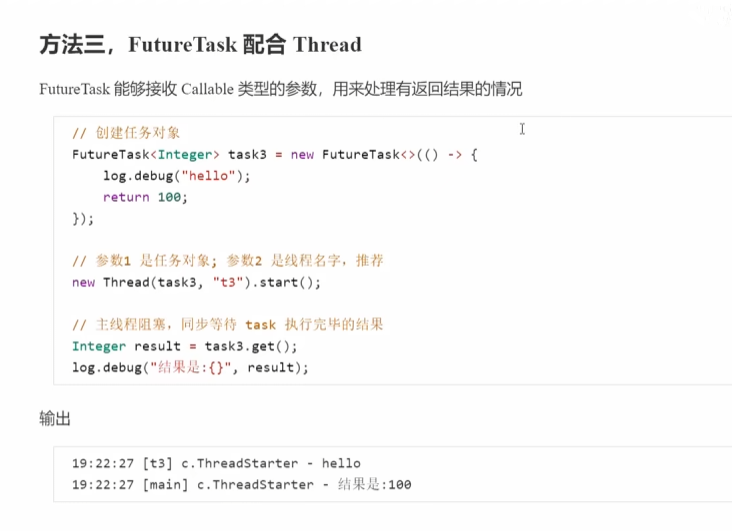 方法三，FutureTask 配合 Thread
FutureTask 能够接收 Callable 类型的参数，用来处理有返回结果的情况
// 创建任务对象
FutureTask<Integer> task3 = new FutureTask<>(() -> {
    log.debug("hello");
    return 100;
});
// 参数1 是任务对象; 参数2 是线程名字，推荐
new Thread(task3, "t3").start();
// 主线程阻塞，同步等待 task 执行完毕的结果
Integer result = task3.get();
log.debug("结果是:{}", result);
输出
19:22:27 [t3] c.ThreadStarter - hello
19:22:27 [main] c.ThreadStarter - 结果是:100